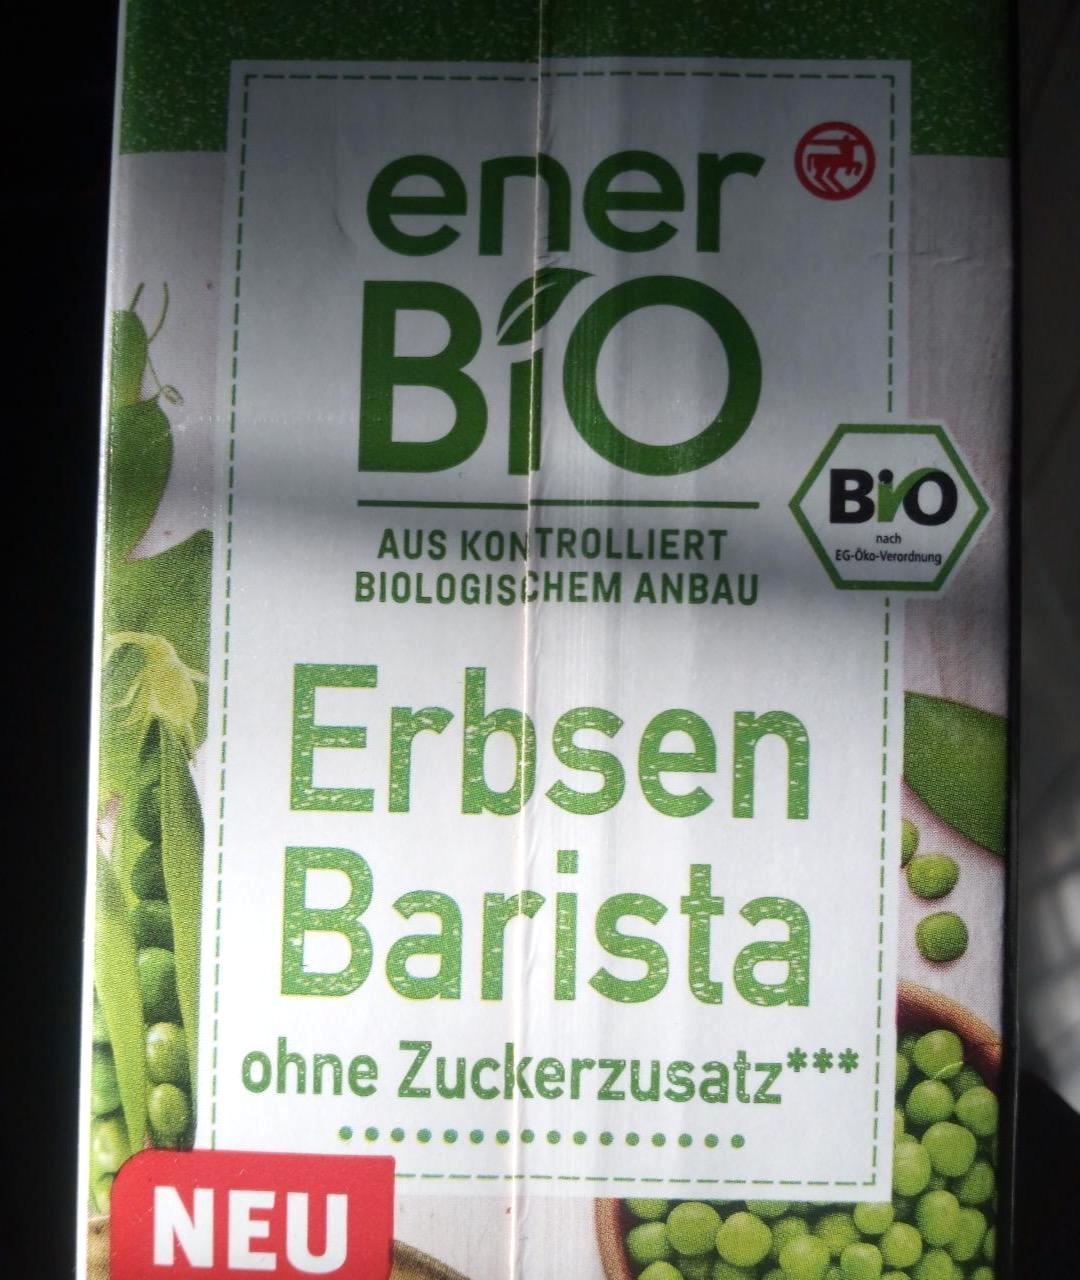 ener
BiO
AUS KONTROLLIERT
BIOLOGISCHEM ANBAU
BiO
nach
EG-Öko-Verordnung
Erbsen
Barista
ohne Zuckerzusatz***
NEU